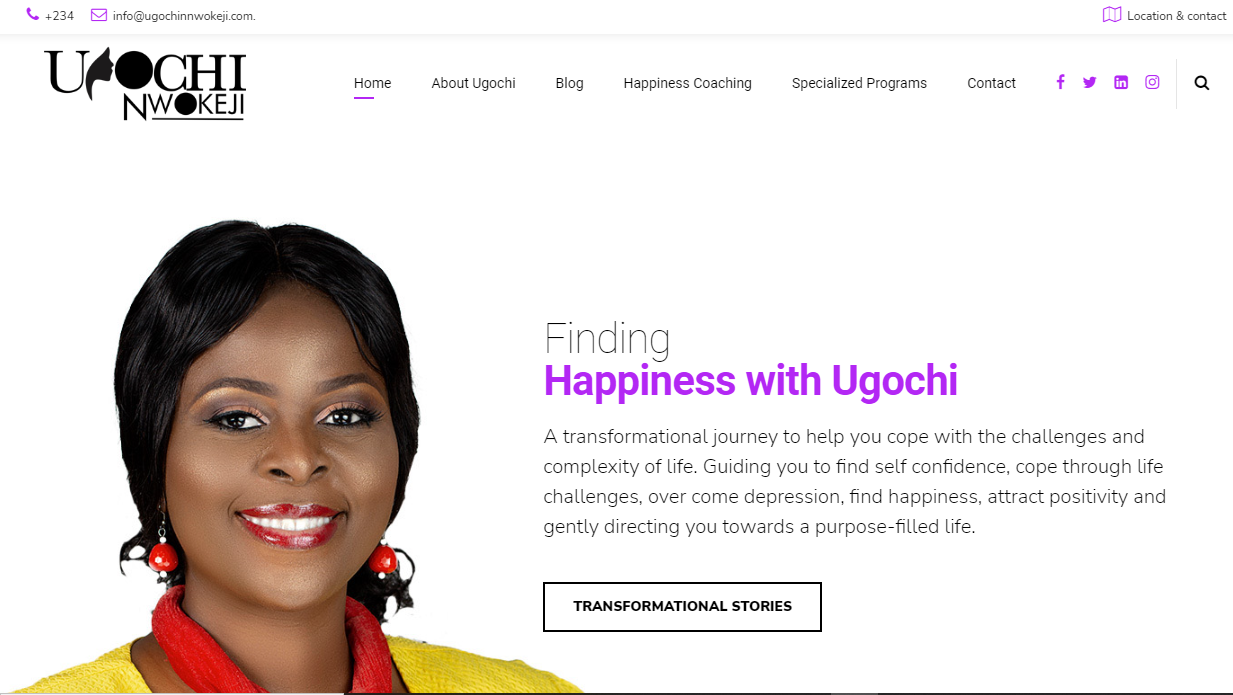 +234
info@ugochinnwokeji.com.
Location & contact
UGOCHI
NWOKEJI
Home
About Ugochi
Blog
Happiness Coaching
Specialized Programs
Contact
Finding
Happiness with Ugochi
A transformational journey to help you cope with the challenges and
complexity of life. Guiding you to find self confidence, cope through life
challenges, over come depression, find happiness, attract positivity and
gently directing you towards a purpose-filled life.
TRANSFORMATIONAL STORIES